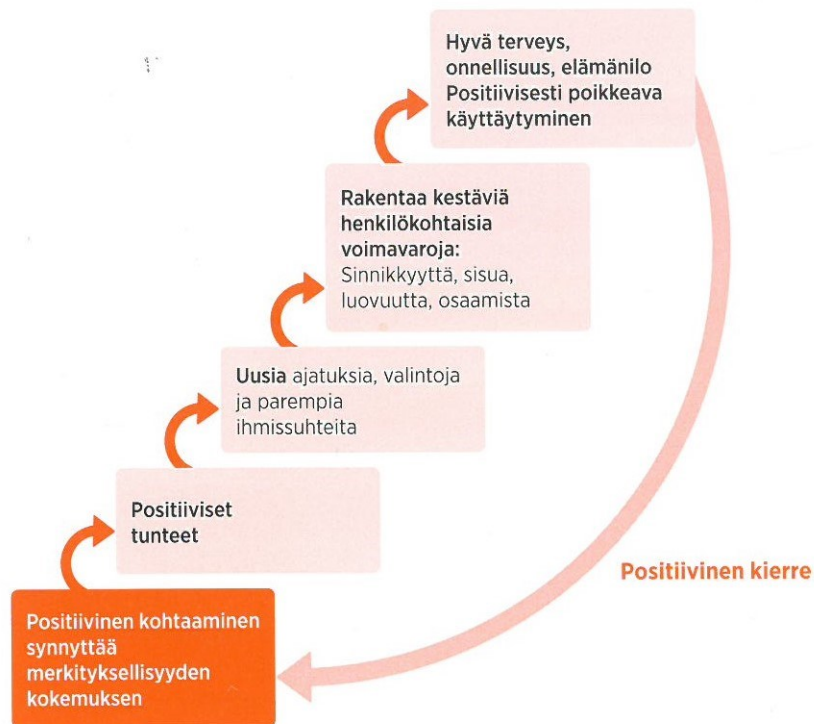 Hyvä terveys,
onnellisuus, elämänilo
Positiivisesti poikkeava
käyttäytyminen
Rakentaa kestäviä
henkilökohtaisia
voimavaroja:
Sinnikkyyttä, sisua,
luovuutta, osaamista
Uusia ajatuksia, valintoja
ja parempia
ihmissuhteita
Positiiviset
tunteet
Positiivinen kierre
Positiivinen kohtaaminen
synnyttää
merkityksellisyyden
kokemuksen